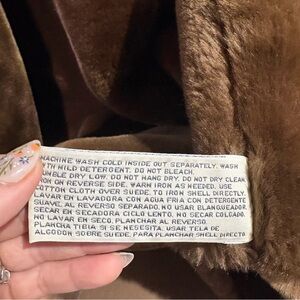 MACHINE WASH COLD INSIDE OUT SEPARATELY. WASH
WITH MILD DETERGENT. DO NOT BLEACH.
TUMBLE DRY LOW. DO NOT HANG DRY. DO NOT DRY CLEAN
IRON ON REVERSE SIDE. WARM IRON AS NEEDED. USE
COTTON CLOTH OVER SUEDE. TO IRON SHELL DIRECTLY.
LAVAR EN LAVADORA CON AGUA FRIA CON DETERGENTE
SUAVE AL REVERSO SEPARADO. NO USAR BLANQUEADOR
SECAR EN SECADORA CICLO LENTO. NO SECAR COLGADO.
NO LAVAR EN SECO. PLANCHAR AL REVERSO.
PLANCHA TIBIA SI SE NECESITA. USAR TELA DE
ALGODON SOBRE SUEDE. PARA PLANCHAR SHELL DIRECTO